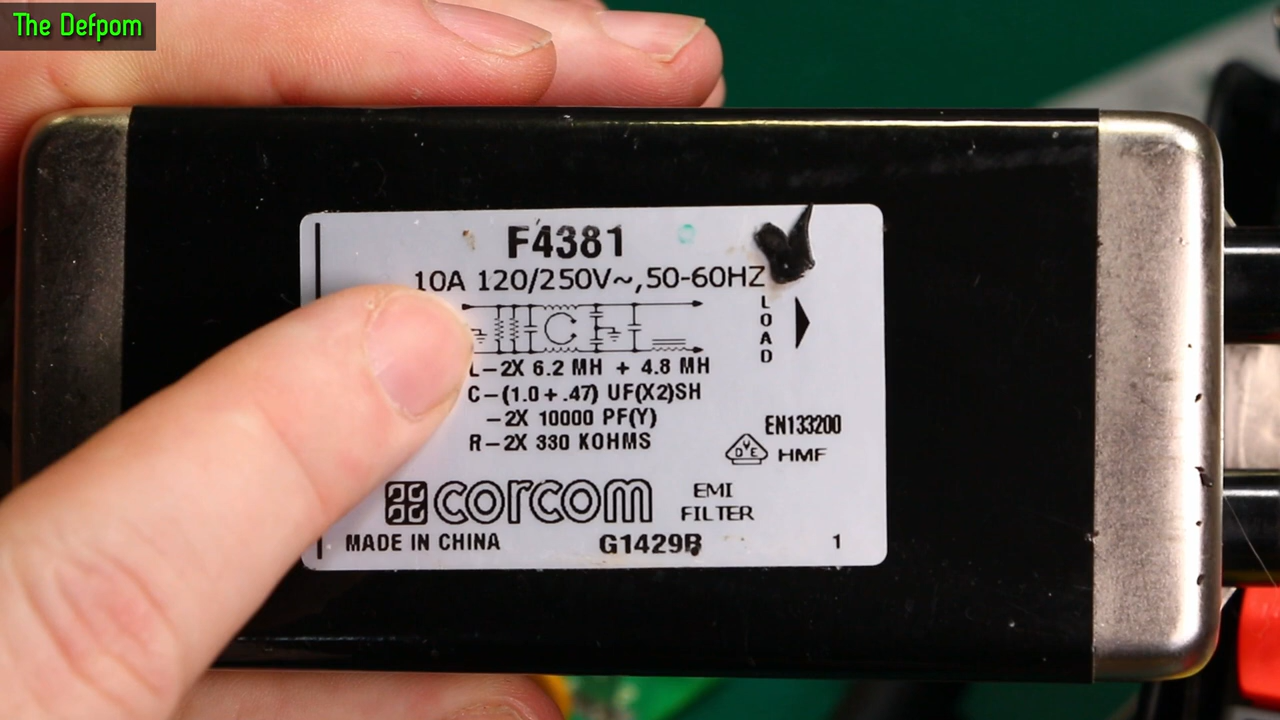 The Defpom
F4381
10A 120/250V~,50-60HZ
LOAD
L-2X 6.2 MH + 4.8 MH
C-(1.0+.47) UF(X2)SH
-2X 10000 PF(Y)
R-2X 330 KOHMS
EN133200
DVE
HMF
corcom
EMI
FILTER
MADE IN CHINA
G1429B
1